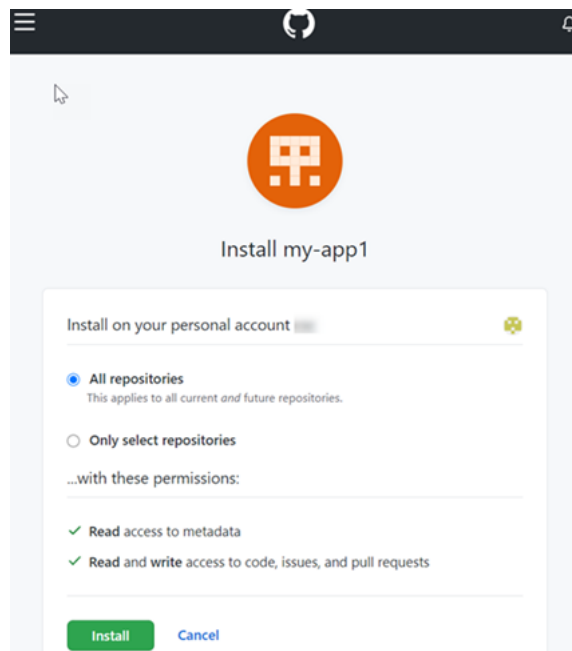 Install my-app1
Install on your personal account
All repositories
This applies to all current and future repositories.
Only select repositories
...with these permissions:
Read access to metadata
Read and write access to code, issues, and pull requests
Install
Cancel